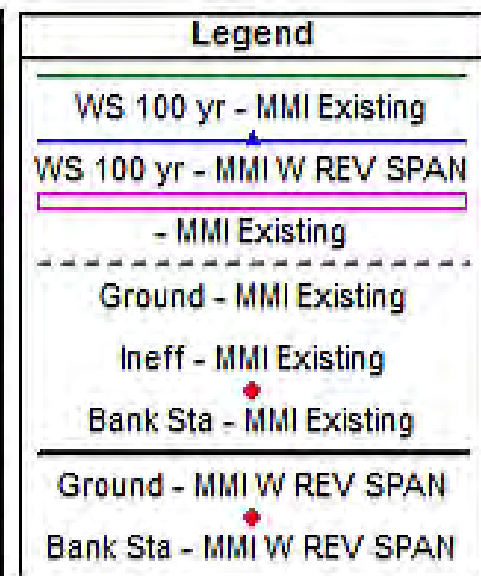 Legend
WS 100 yr - MMI Existing
WS 100 yr - MMI W REV SPAN
- MMI Existing
Ground - MMI Existing
Ineff - MMI Existing
Bank Sta - MMI Existing
Ground - MMI W REV SPAN
Bank Sta - MMI W REV SPAN